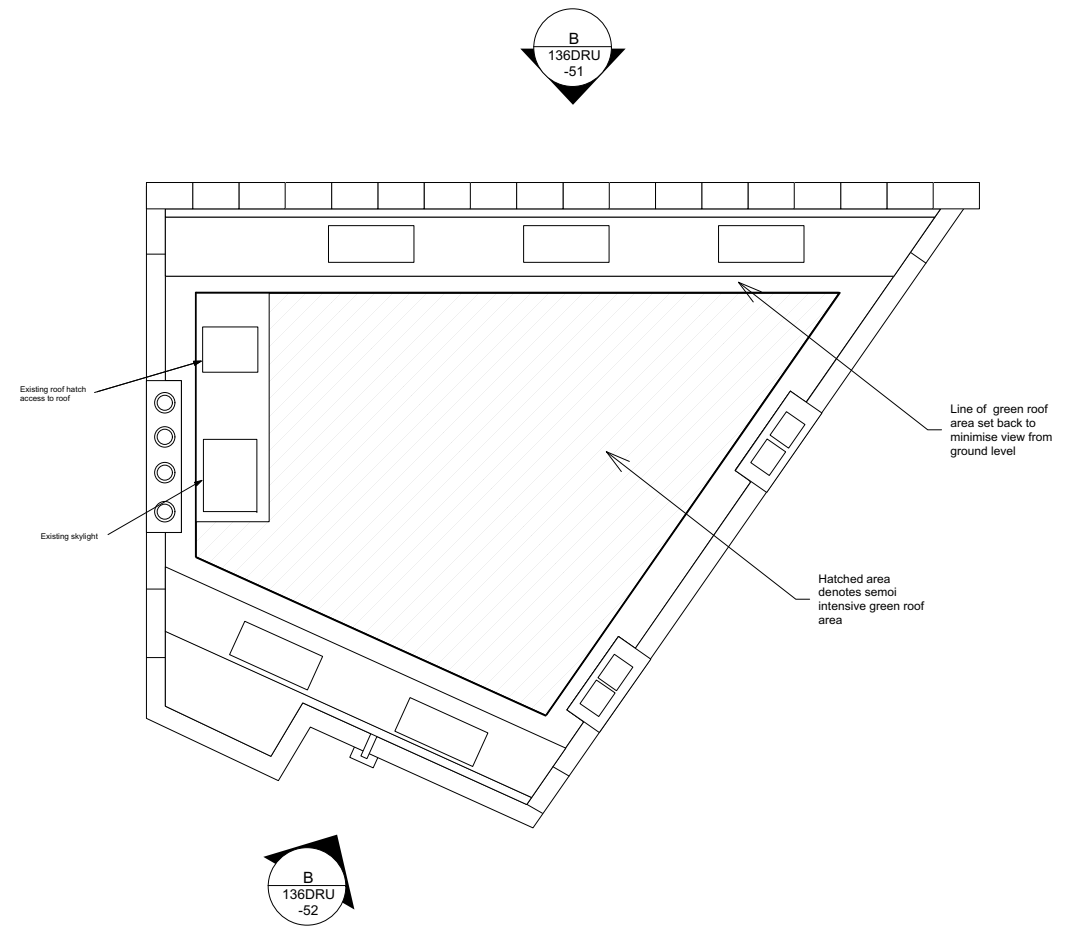 B
136DRU
-51
Existing roof hatch
access to roof
Line of green roof
area set back to
minimise view from
ground level
Existing skylight
Hatched area
denotes semoi
intensive green roof
area
B
136DRU
-52